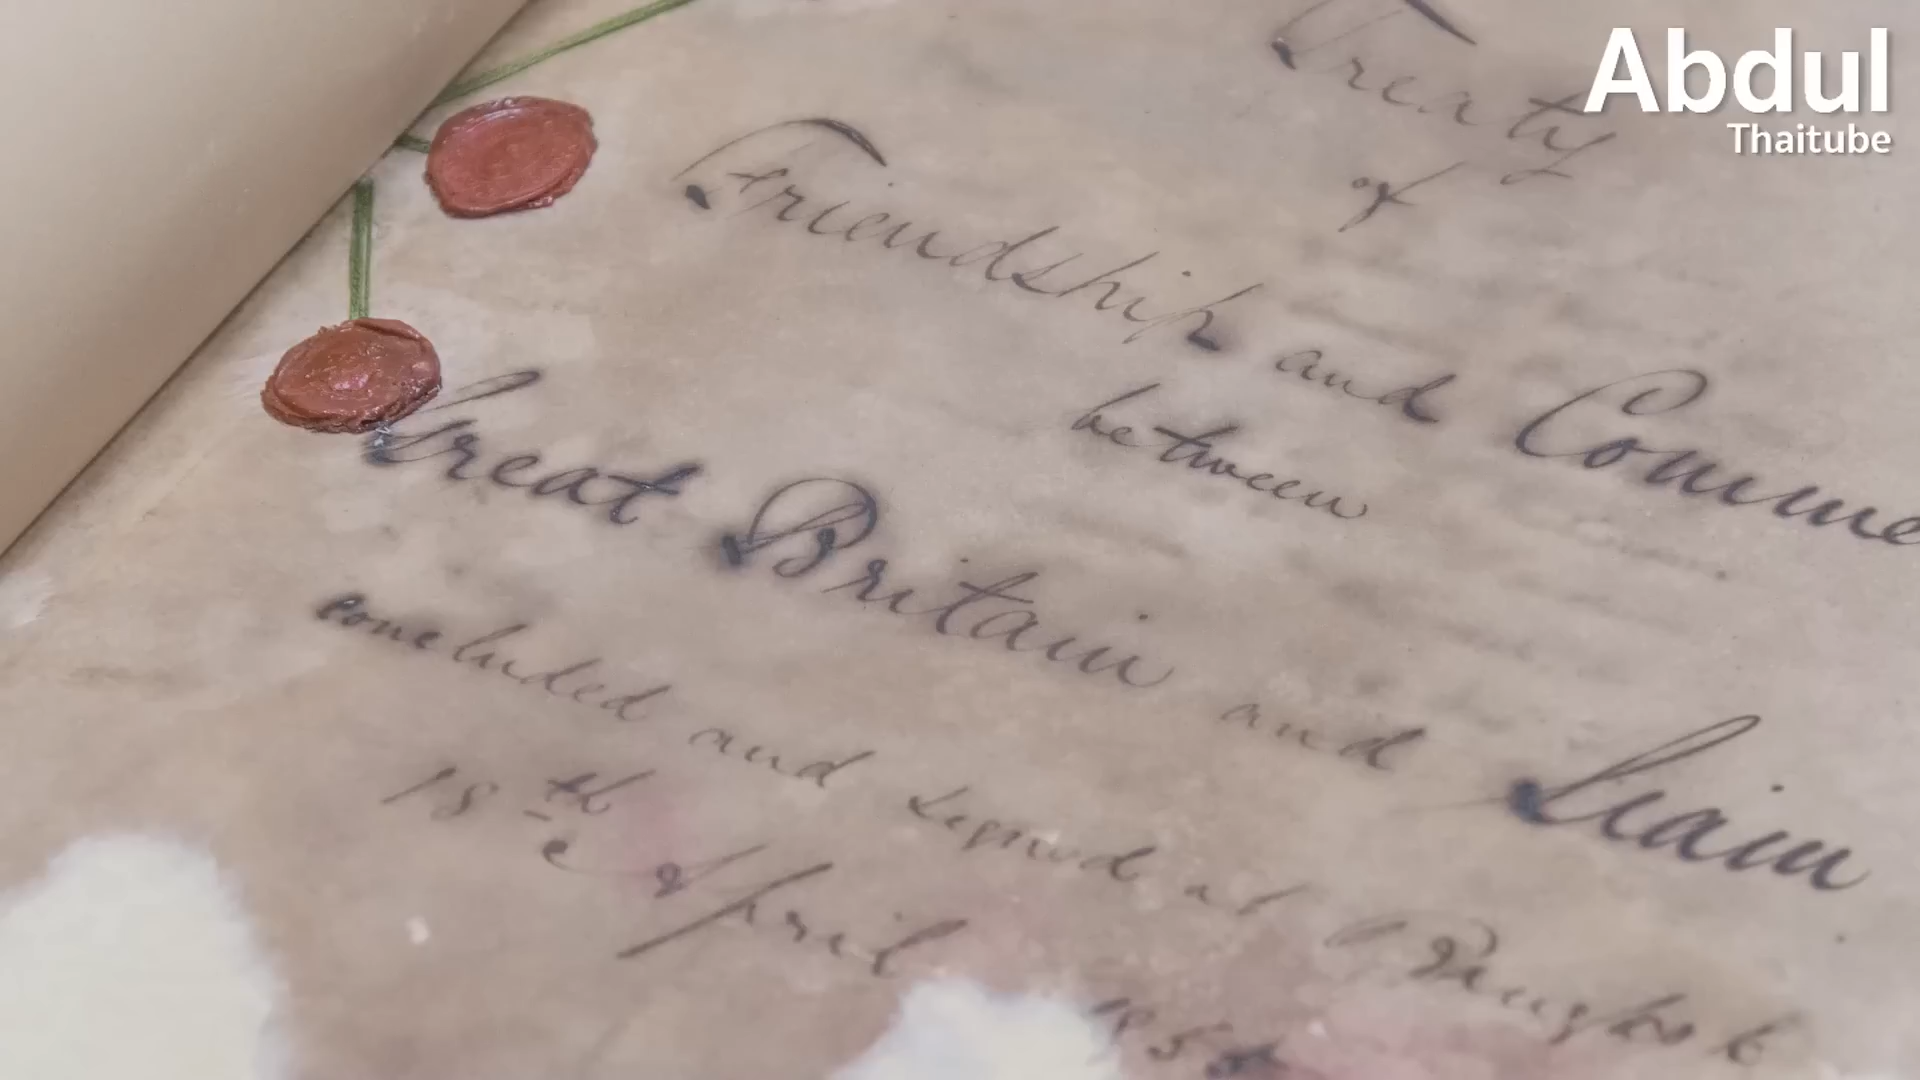 Abdul
Thaitube
Treaty
of
Friendship and Comme
between
Great Britain and Siam
concluded and signed at Bangkok
18th April 185